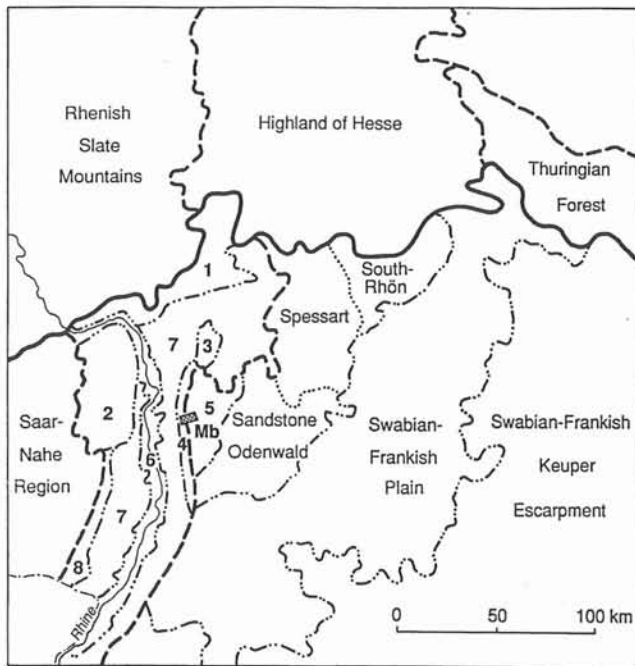 Rhenish
Slate
Mountains
Highland of Hesse
Thuringian
Forest
1
South-
Rhön
Spessart
7
3
2
5
Mb
4
Sandstone
Odenwald
Saar-
Nahe
Region
6
Swabian-
Frankish
Plain
Swabian-Frankish
Keuper
Escarpment
7
8
Rhine
0 50 100 km